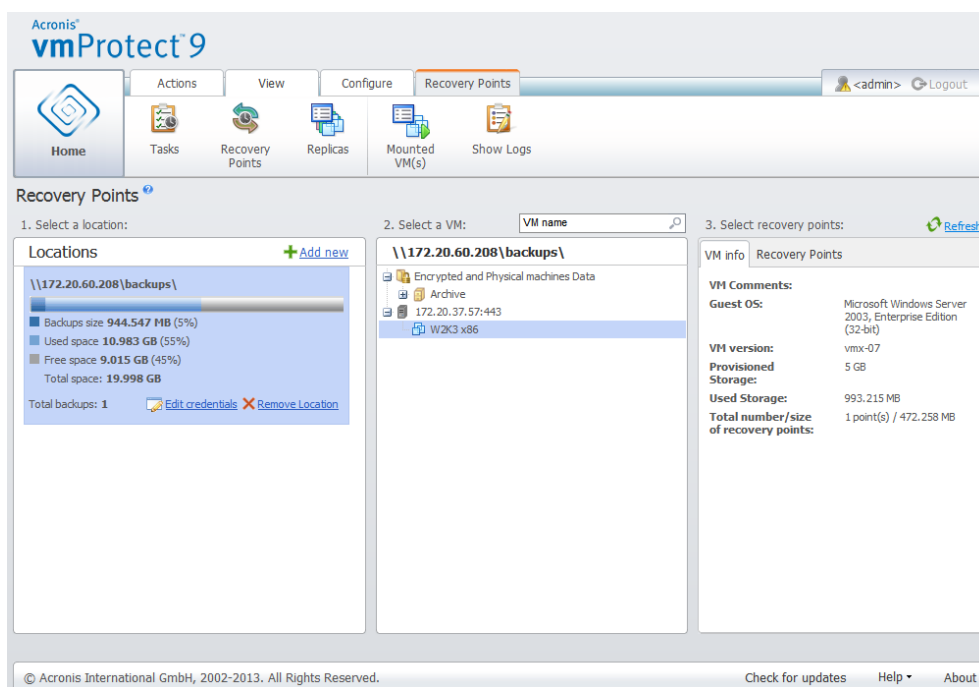 Acronis®
vmProtect™ 9
Actions
View
Configure
Recovery Points
<admin>
Logout
Home
Tasks
Recovery
Points
Replicas
Mounted
VM(s)
Show Logs
Recovery Points ?
1. Select a location:
Locations
Add new
\\172.20.60.208\backups\
Backups size 944.547 MB (5%)
Used space 10.983 GB (55%)
Free space 9.015 GB (45%)
Total space: 19.998 GB
Total backups: 1
Edit credentials
Remove Location
2. Select a VM:
VM name
\\172.20.60.208\backups\
Encrypted and Physical machines Data
Archive
172.20.37.57:443
W2K3 x86
3. Select recovery points:
Refresh
VM info
Recovery Points
VM Comments:
Guest OS:
Microsoft Windows Server
2003, Enterprise Edition
(32-bit)
VM version:
vmx-07
Provisioned
Storage:
5 GB
Used Storage:
993.215 MB
Total number/size
of recovery points:
1 point(s) / 472.258 MB
© Acronis International GmbH, 2002-2013. All Rights Reserved.
Check for updates
Help
About